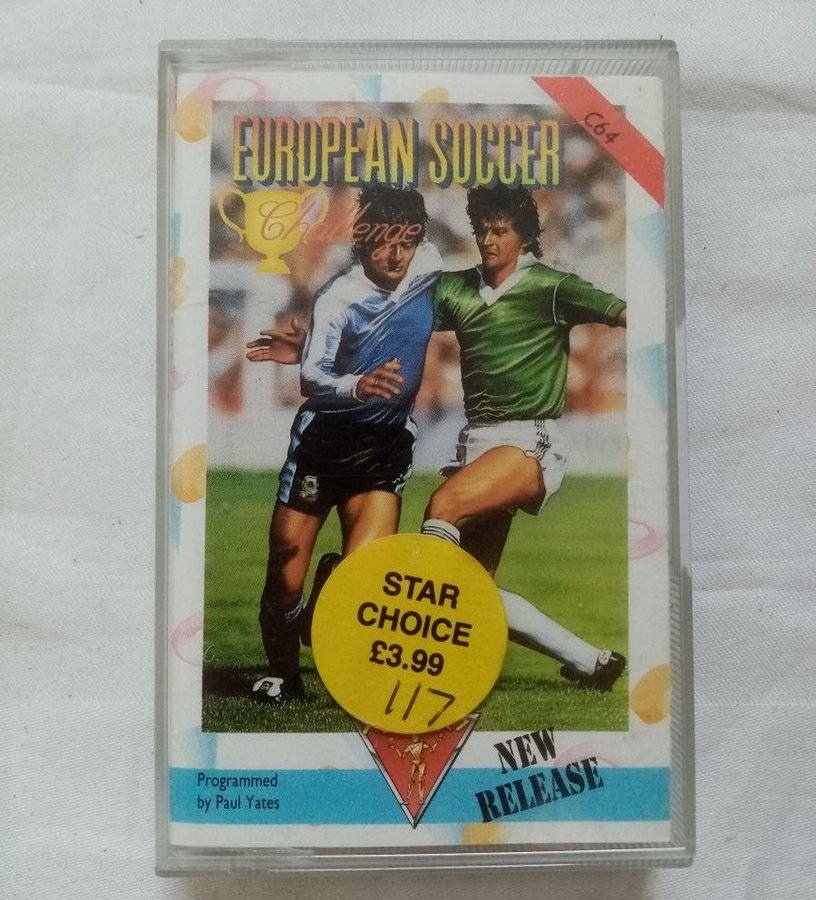 C64
EUROPEAN SOCCER
Challenge
STAR
CHOICE
£3.99
117
NEW
RELEASE
Programmed
by Paul Yates